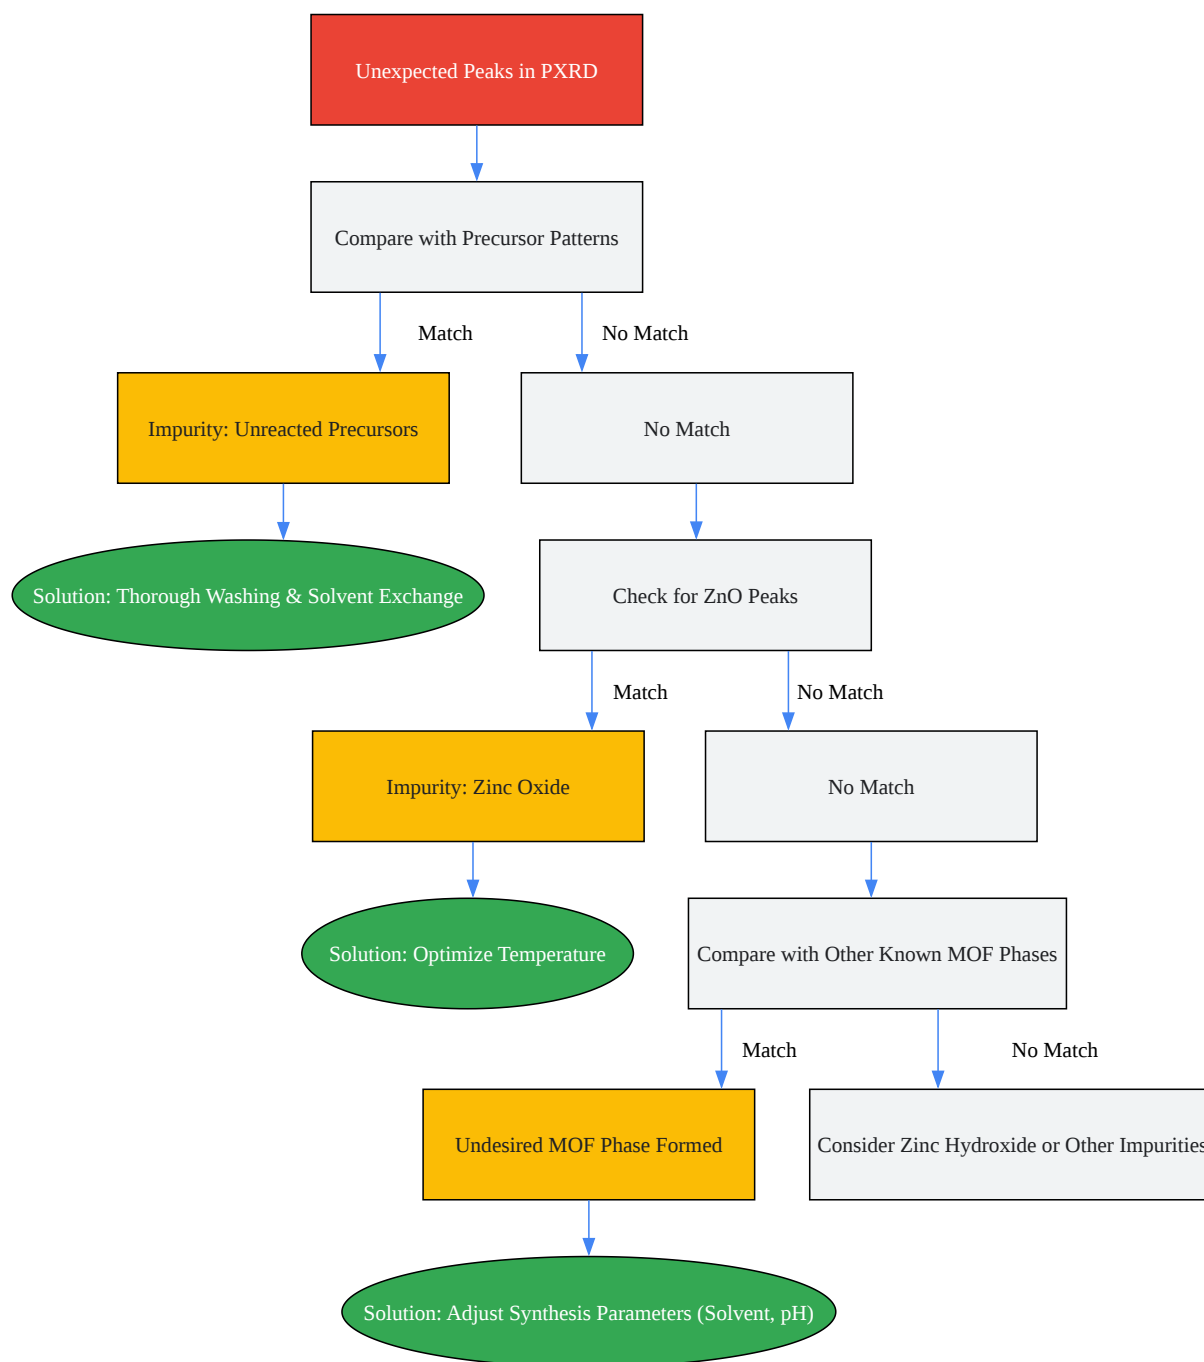 Unexpected Peaks in PXRD
Compare with Precursor Patterns
Match
No Match
Impurity: Unreacted Precursors
No Match
Solution: Thorough Washing & Solvent Exchange
Check for ZnO Peaks
Match
No Match
Impurity: Zinc Oxide
No Match
Solution: Optimize Temperature
Compare with Other Known MOF Phases
Match
No Match
Undesired MOF Phase Formed
Consider Zinc Hydroxide or Other Impurities
Solution: Adjust Synthesis Parameters (Solvent, pH)